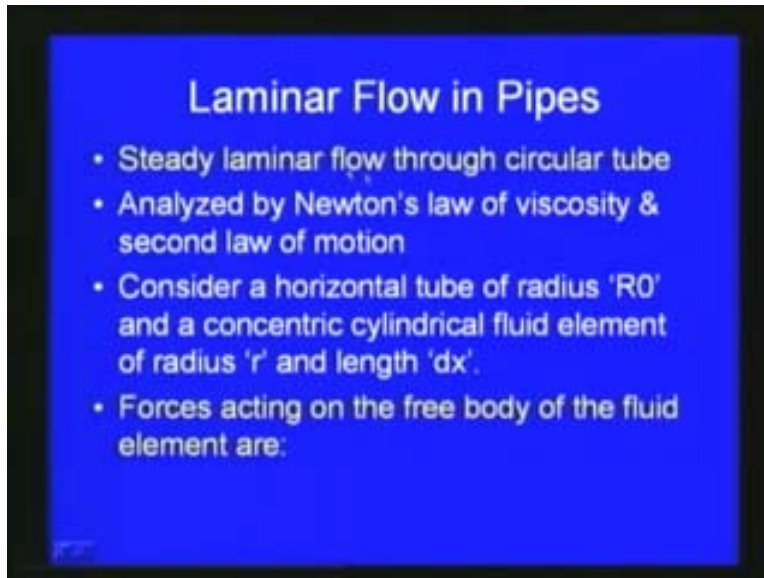 Laminar Flow in Pipes
• Steady laminar flow through circular tube
• Analyzed by Newton's law of viscosity &
second law of motion
• Consider a horizontal tube of radius 'R0'
and a concentric cylindrical fluid element
of radius 'r' and length 'dx'.
• Forces acting on the free body of the fluid
element are: